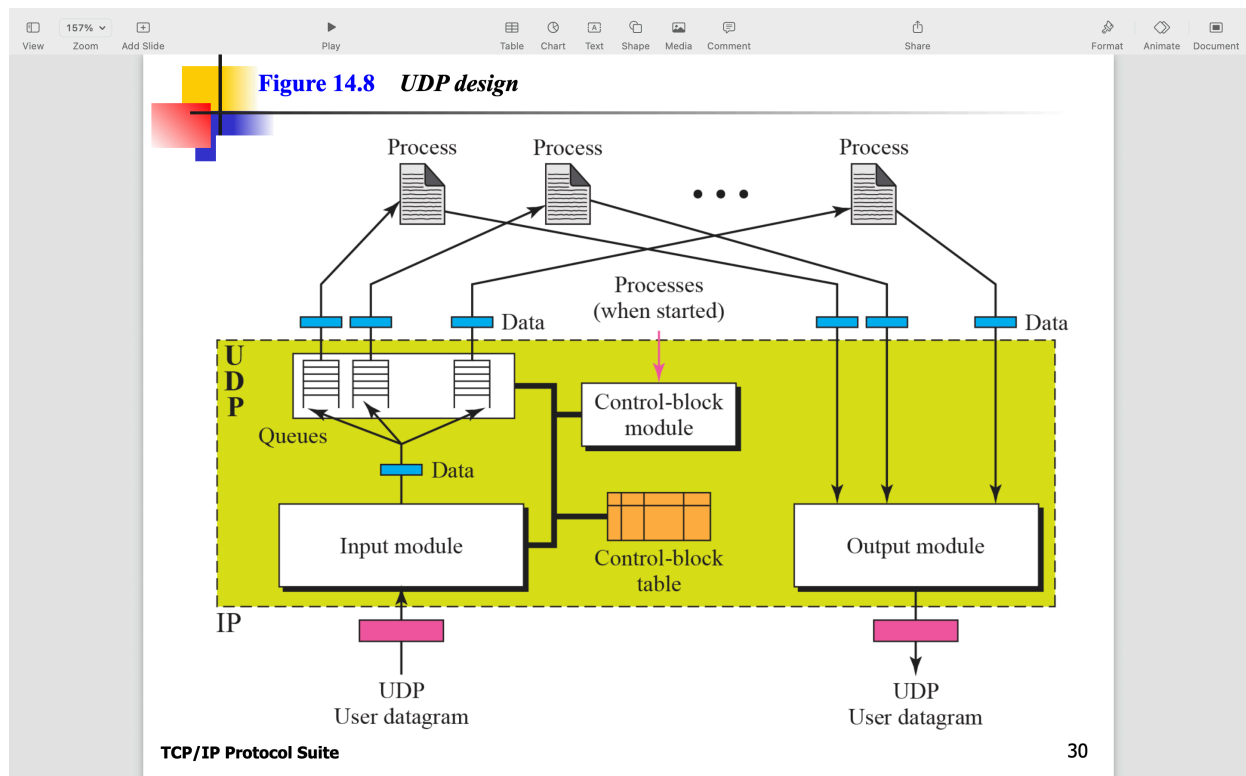 157%
View
Zoom
Add Slide
Play
Table
Chart
Text
Shape
Media
Comment
Share
Format
Animate
Document
Figure 14.8 UDP design
Process
Process
Process
Processes
(when started)
Data
Data
U
D
P
Queues
Control-block
module
Data
Input module
Control-block
table
Output module
IP
UDP
User datagram
UDP
User datagram
TCP/IP Protocol Suite
30